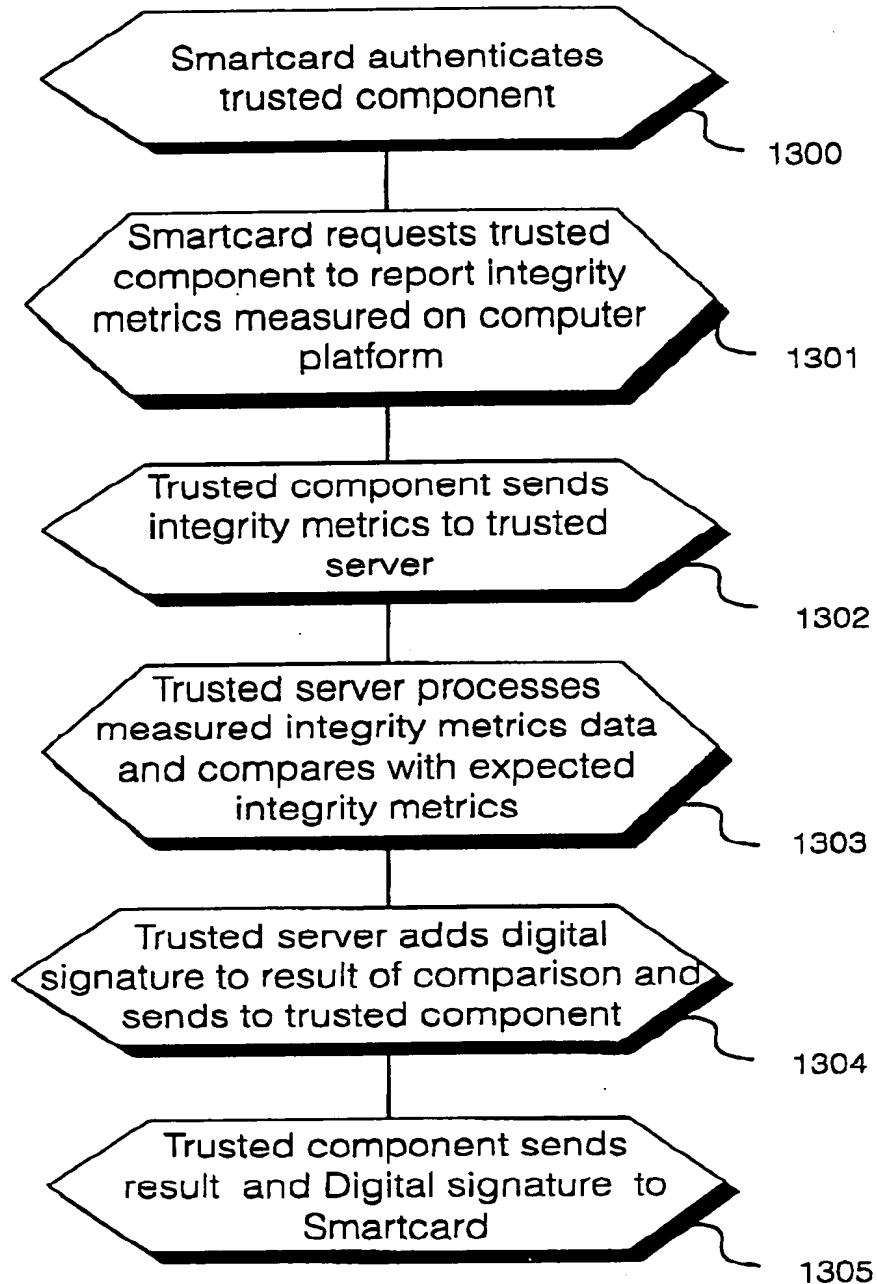 Smartcard authenticates
trusted component
1300
Smartcard requests trusted
component to report integrity
metrics measured on computer
platform
1301
Trusted component sends
integrity metrics to trusted
server
1302
Trusted server processes
measured integrity metrics data
and compares with expected
integrity metrics
1303
Trusted server adds digital
signature to result of comparison and
sends to trusted component
1304
Trusted component sends
result and Digital signature to
Smartcard
1305